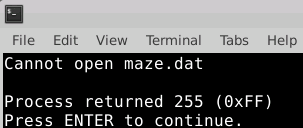 File Edit View Terminal Tabs Help
Cannot open maze.dat
Process returned 255 (0xFF)
Press ENTER to continue.